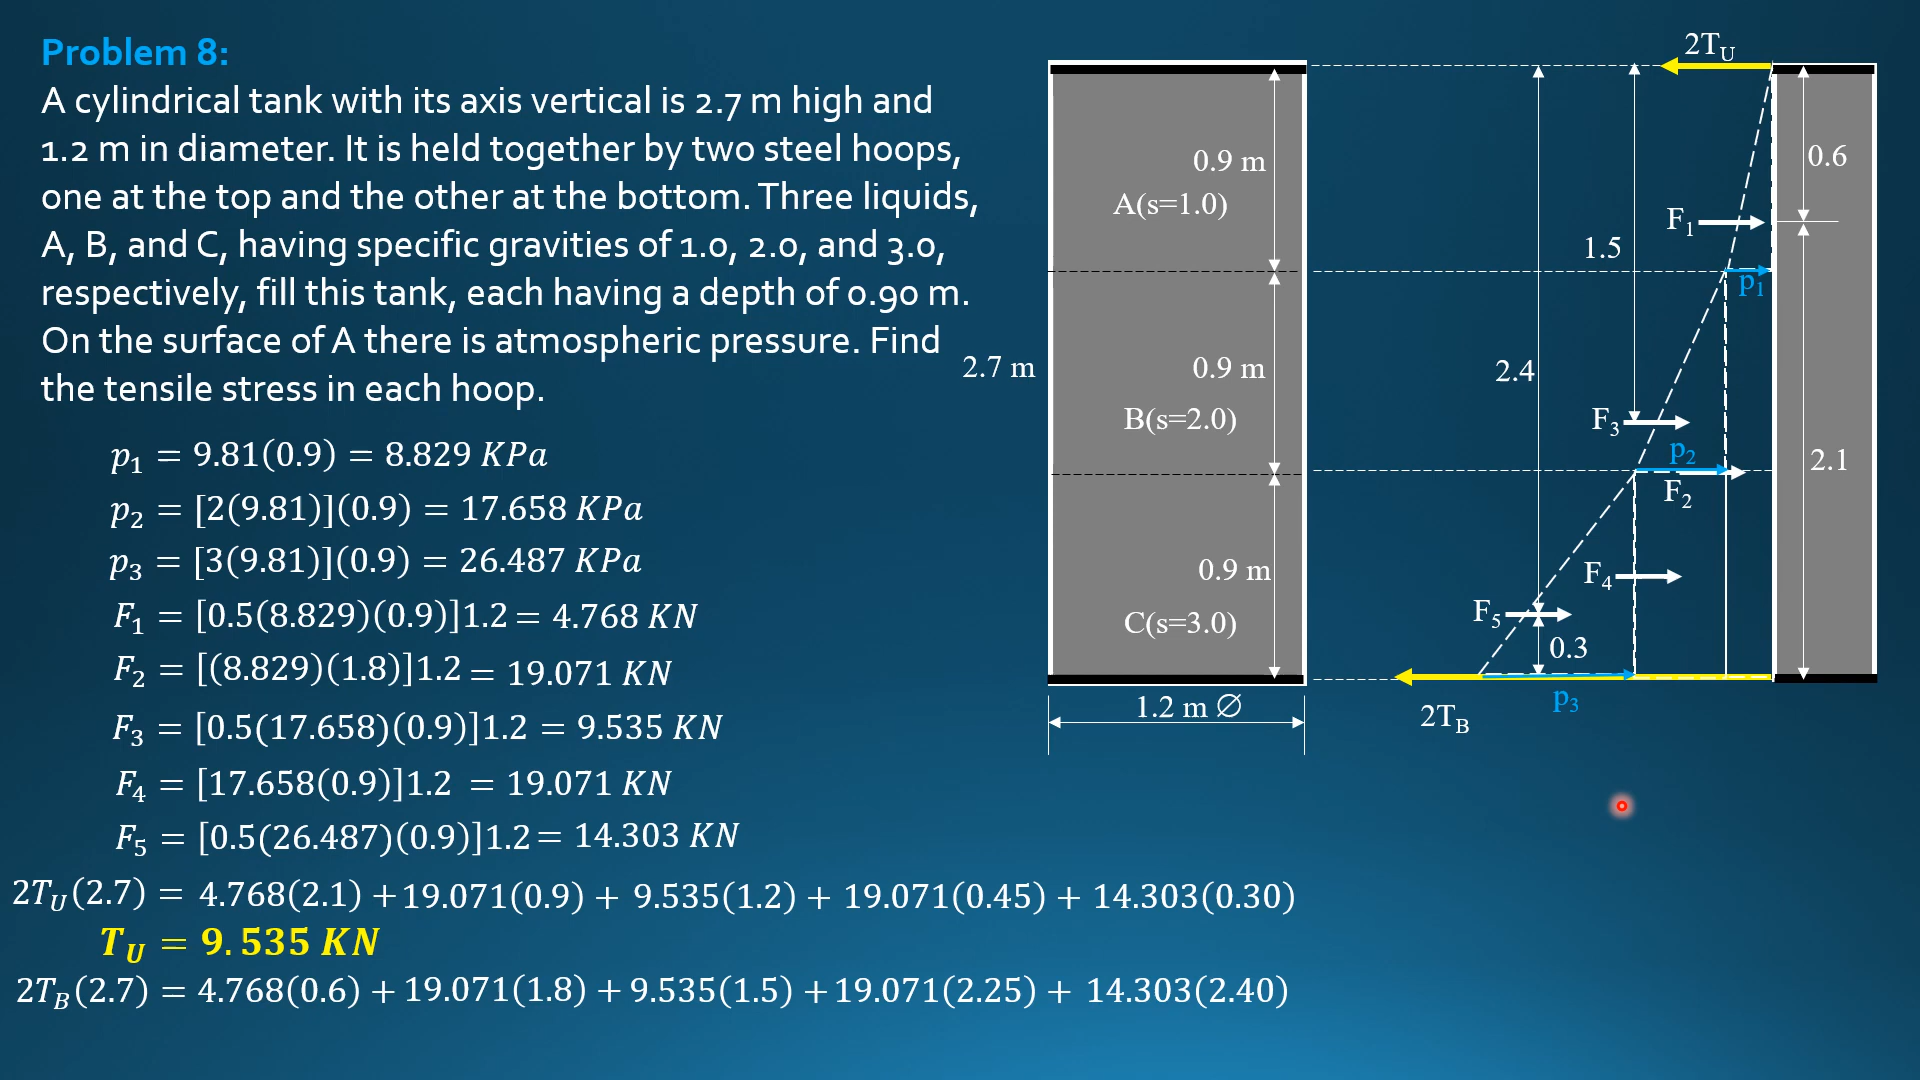 Problem 8:
A cylindrical tank with its axis vertical is 2.7 m high and
1.2 m in diameter. It is held together by two steel hoops,
one at the top and the other at the bottom. Three liquids,
A, B, and C, having specific gravities of 1.0, 2.0, and 3.0,
respectively, fill this tank, each having a depth of 0.90 m.
On the surface of A there is atmospheric pressure. Find
the tensile stress in each hoop.
p₁ = 9.81(0.9) = 8.829 KPa
p₂ = [2(9.81)](0.9) = 17.658 KPa
p₃ = [3(9.81)](0.9) = 26.487 KPa
F₁ = [0.5(8.829)(0.9)]1.2 = 4.768 KN
F₂ = [(8.829)(1.8)]1.2 = 19.071 KN
F₃ = [0.5(17.658)(0.9)]1.2 = 9.535 KN
F₄ = [17.658(0.9)]1.2 = 19.071 KN
F₅ = [0.5(26.487)(0.9)]1.2 = 14.303 KN
2T_U(2.7) = 4.768(2.1) + 19.071(0.9) + 9.535(1.2) + 19.071(0.45) + 14.303(0.30)
T_U = 9.535 KN
2T_B(2.7) = 4.768(0.6) + 19.071(1.8) + 9.535(1.5) + 19.071(2.25) + 14.303(2.40)
0.9 m
A(s=1.0)
2.7 m
0.9 m
B(s=2.0)
0.9 m
C(s=3.0)
1.2 m ∅
2T_U
0.6
F₁
1.5
p₁
2.4
F₃
p₂
2.1
F₂
F₄
F₅
0.3
p₃
2T_B